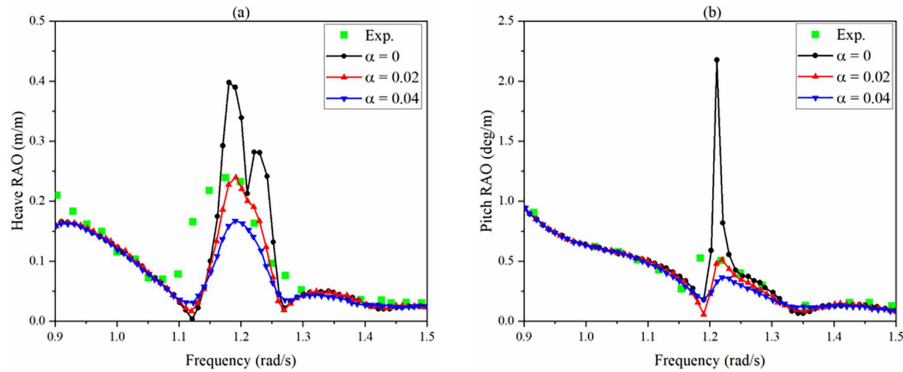 (a)
Heave RAO (m/m)
0.5
0.4
0.3
0.2
0.1
0.0
Exp.
α = 0
α = 0.02
α = 0.04
0.9 1.0 1.1 1.2 1.3 1.4 1.5
Frequency (rad/s)
(b)
Pitch RAO (deg/m)
2.5
2.0
1.5
1.0
0.5
0.0
Exp.
α = 0
α = 0.02
α = 0.04
0.9 1.0 1.1 1.2 1.3 1.4 1.5
Frequency (rad/s)